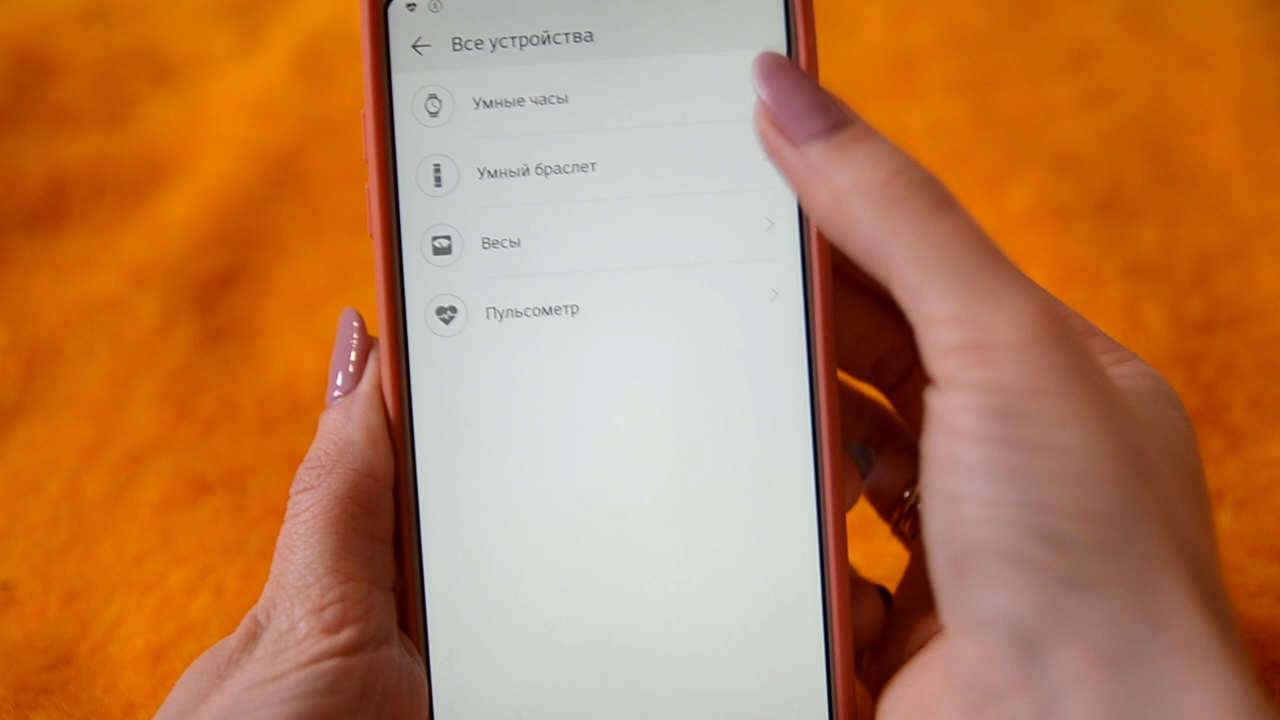 Все устройства
Умные часы
Умный браслет
Весы
Пульсометр